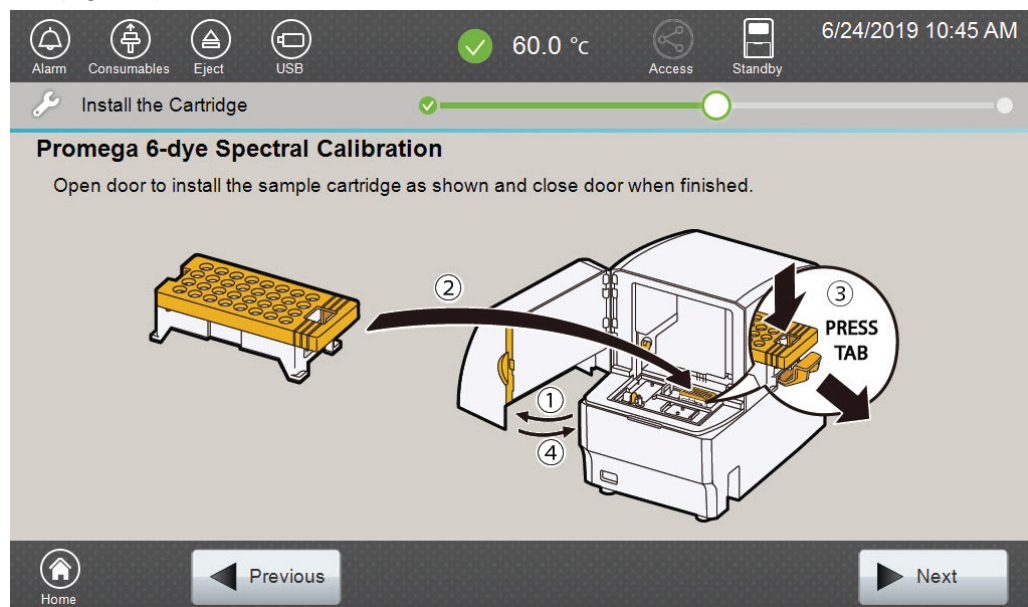 Alarm
Consumables
Eject
USB
60.0 °c
Access
Standby
6/24/2019 10:45 AM
Install the Cartridge
Promega 6-dye Spectral Calibration
Open door to install the sample cartridge as shown and close door when finished.
2
3
PRESS
TAB
1
4
Home
Previous
Next